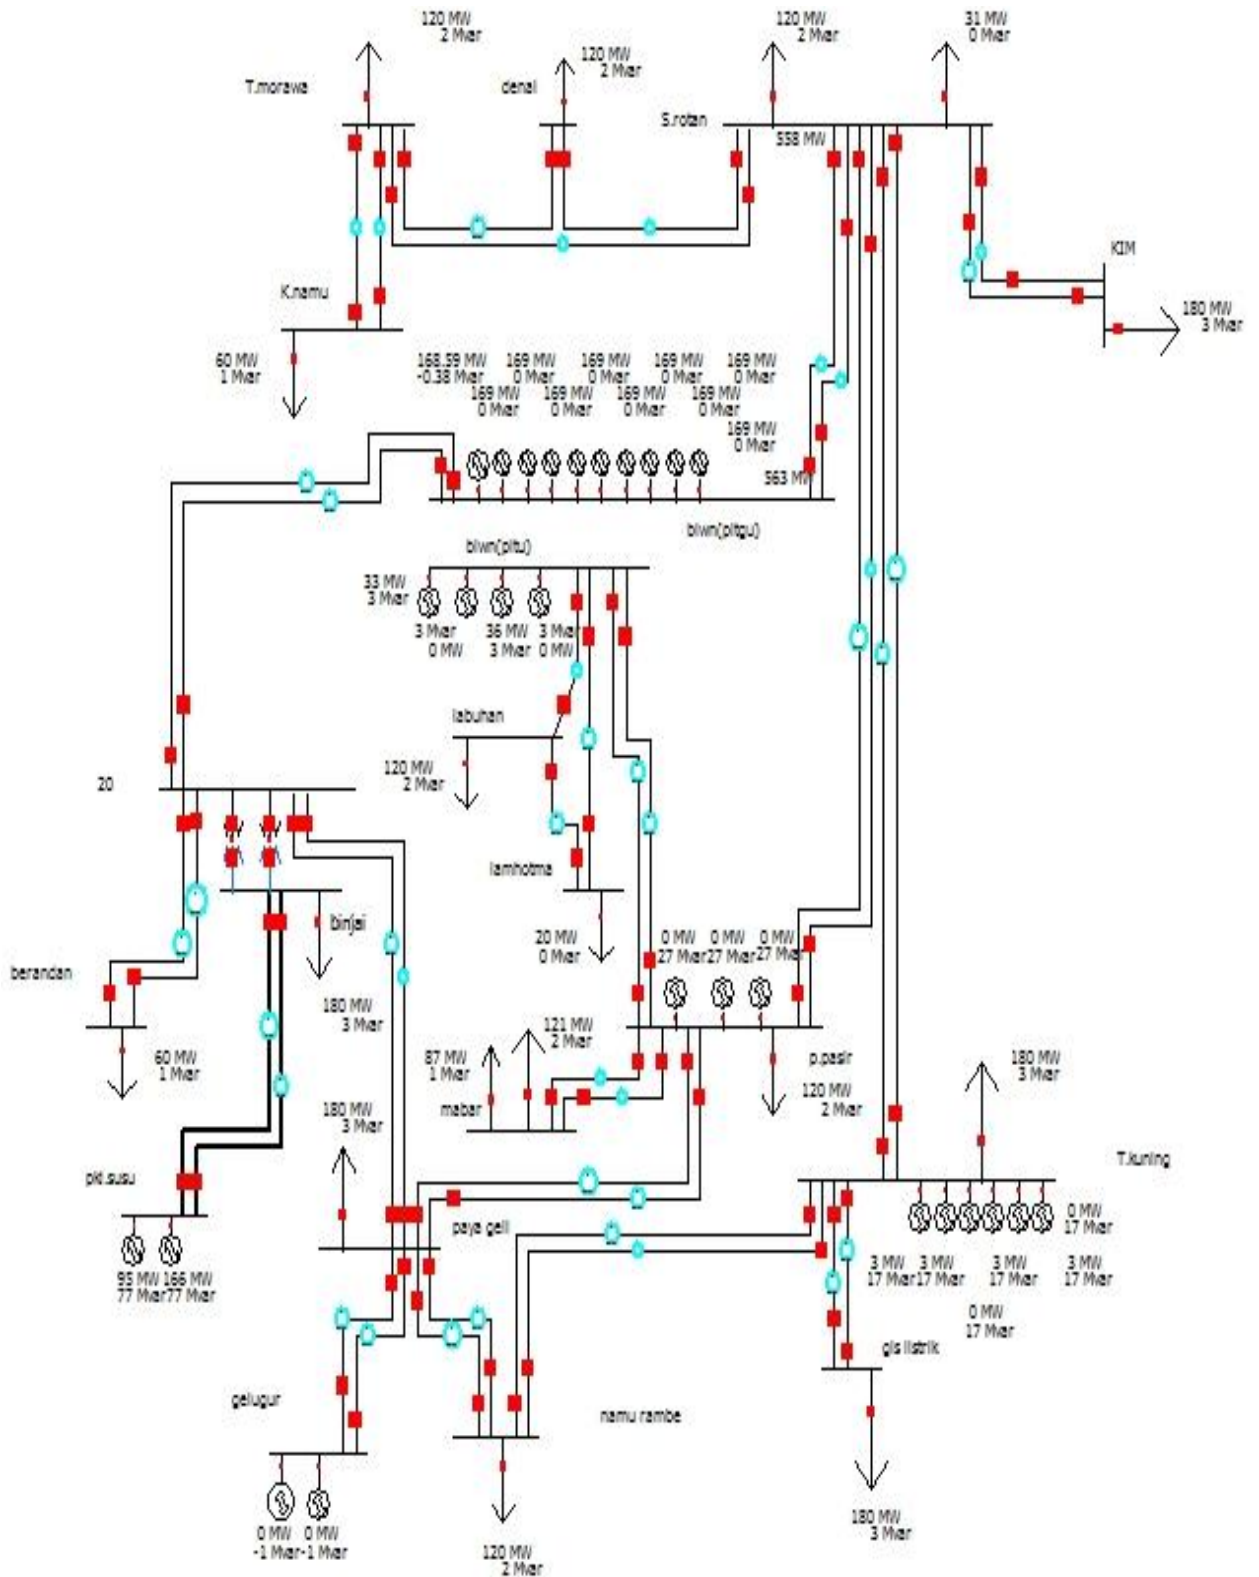 120 MW
2 Mvar
120 MW
2 Mvar
31 MW
0 Mvar
120 MW
2 Mvar
T.morawa
denai
S.rotan
558 MW
KIM
K.namu
180 MW
3 Mvar
60 MW
1 Mvar
168.59 MW
-0.38 Mvar
169 MW
0 Mvar
169 MW
0 Mvar
169 MW
0 Mvar
169 MW
0 Mvar
169 MW
0 Mvar
169 MW
0 Mvar
169 MW
0 Mvar
169 MW
0 Mvar
169 MW
0 Mvar
563 MW
blwn(pltgu)
blwn(pltu)
33 MW
3 Mvar
3 Mvar
0 MW
36 MW
3 Mvar
3 Mvar
0 MW
labuhan
120 MW
2 Mvar
20
lamhotma
binjai
20 MW
0 Mvar
0 MW
27 Mvar
0 MW
27 Mvar
0 MW
27 Mvar
berandan
180 MW
3 Mvar
121 MW
2 Mvar
p.pasir
60 MW
1 Mvar
87 MW
1 Mvar
180 MW
3 Mvar
120 MW
2 Mvar
mabar
180 MW
3 Mvar
T.kuning
pkl.susu
paya geli
0 MW
17 Mvar
95 MW
77 Mvar
166 MW
77 Mvar
3 MW
17 Mvar
3 MW
17 Mvar
3 MW
17 Mvar
3 MW
17 Mvar
0 MW
17 Mvar
gis listrik
gelugur
namu rambe
0 MW
-1 Mvar
0 MW
-1 Mvar
120 MW
2 Mvar
180 MW
3 Mvar